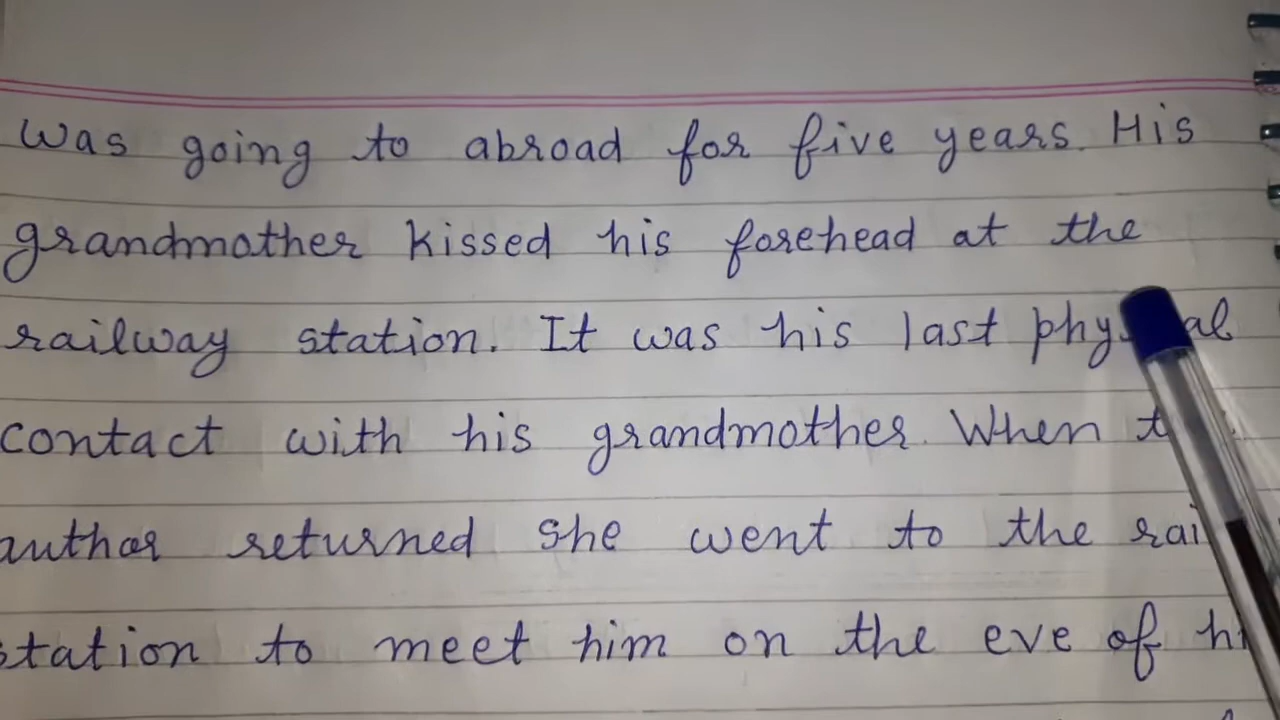 was going to abroad for five years. His
grandmother kissed his forehead at the
railway station. It was his last
contact with his grandmother. When
author returned she went to the
station to meet him on the eve of